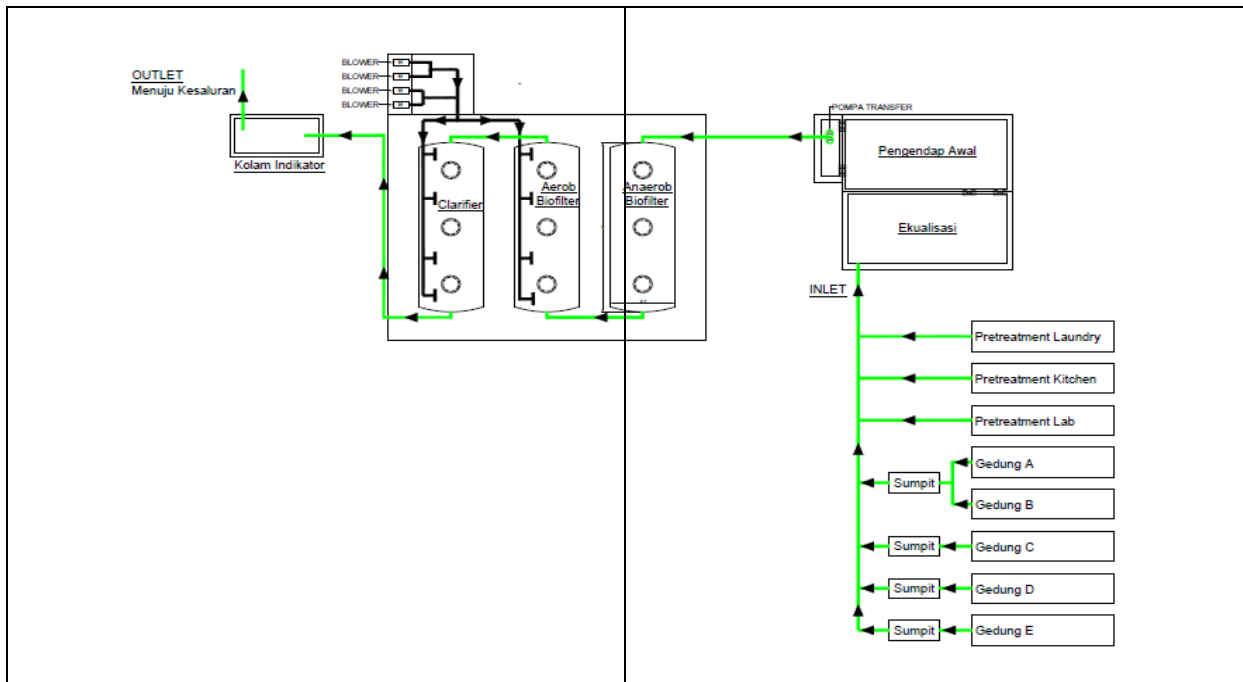 OUTLET
Menuju Kesaluran
BLOWER
BLOWER
BLOWER
BLOWER
Kolam Indikator
Clarifier
Aerob
Biofilter
Anaerob
Biofilter
POMPA TRANSFER
Pengendap Awal
Ekualisasi
INLET
Pretreatment Laundry
Pretreatment Kitchen
Pretreatment Lab
Gedung A
Sumpit
Gedung B
Sumpit
Gedung C
Sumpit
Gedung D
Sumpit
Gedung E